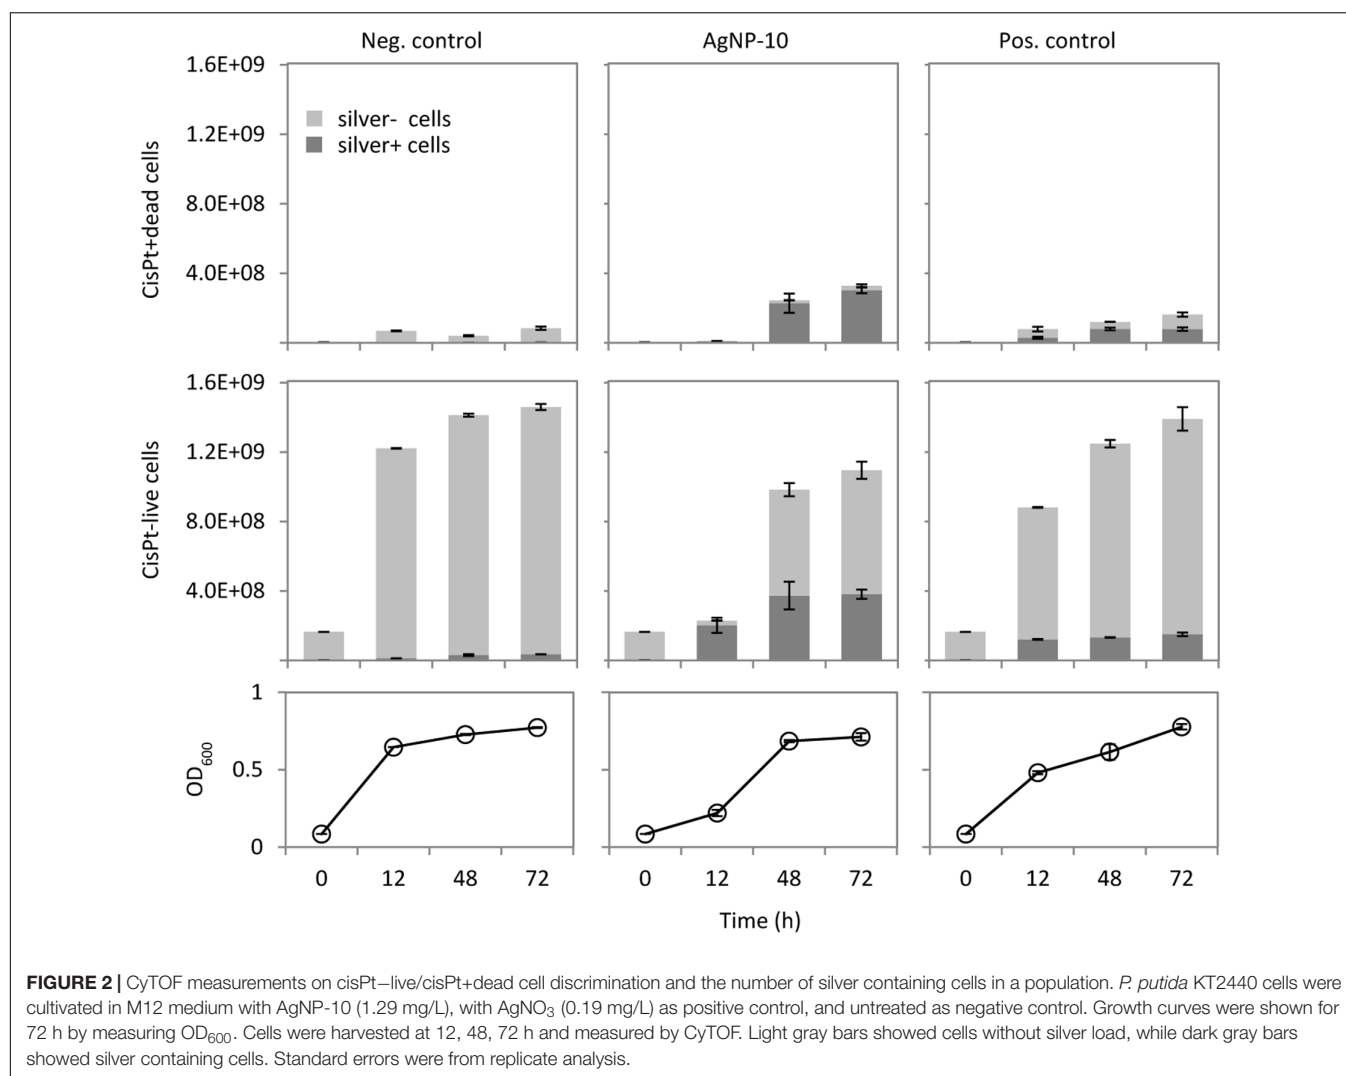 Neg. control
AgNP-10
Pos. control
CisPt+dead cells
1.6E+09
1.2E+09
8.0E+08
4.0E+08
silver- cells
silver+ cells
CisPt-live cells
1.6E+09
1.2E+09
8.0E+08
4.0E+08
OD600
1
0.5
0
0 12 48 72
0 12 48 72
0 12 48 72
Time (h)
FIGURE 2 | CyTOF measurements on cisPt−live/cisPt+dead cell discrimination and the number of silver containing cells in a population. P. putida KT2440 cells were
cultivated in M12 medium with AgNP-10 (1.29 mg/L), with AgNO3 (0.19 mg/L) as positive control, and untreated as negative control. Growth curves were shown for
72 h by measuring OD600. Cells were harvested at 12, 48, 72 h and measured by CyTOF. Light gray bars showed cells without silver load, while dark gray bars
showed silver containing cells. Standard errors were from replicate analysis.